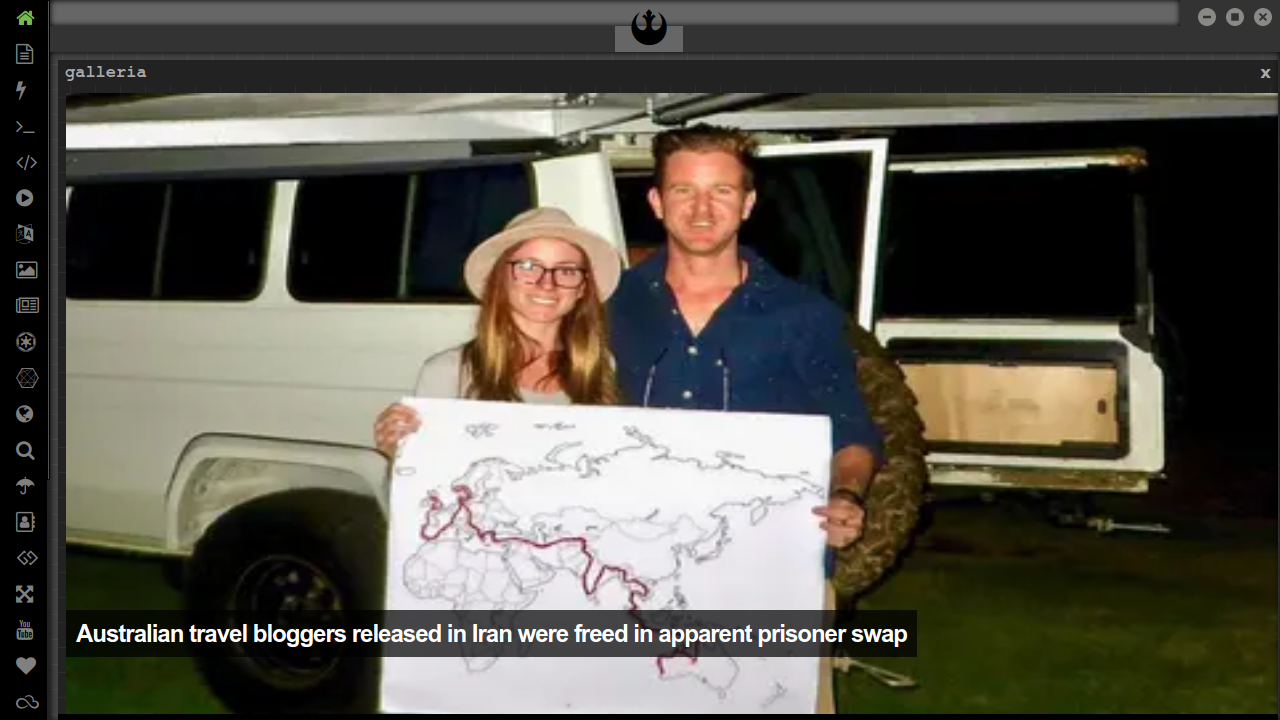 galleria
x
Australian travel bloggers released in Iran were freed in apparent prisoner swap
You
Tube